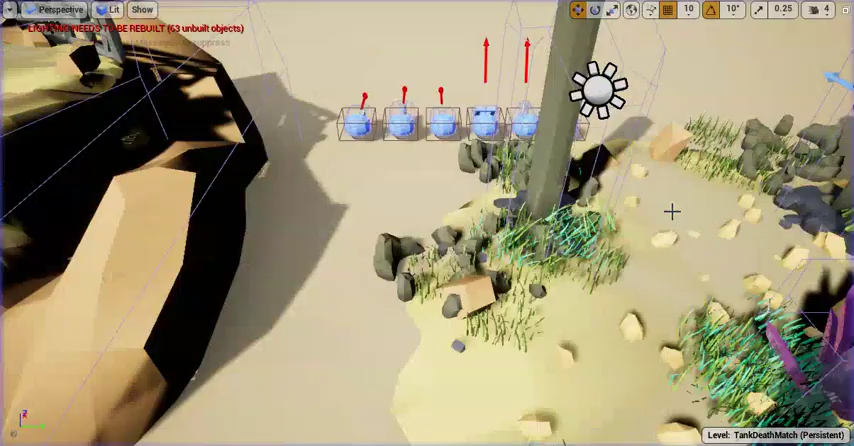 Perspective Lit Show 10 10° 0.25 4
LIGHTING NEEDS TO BE REBUILT (63 unbuilt objects)
Level: TankDeathMatch (Persistent)